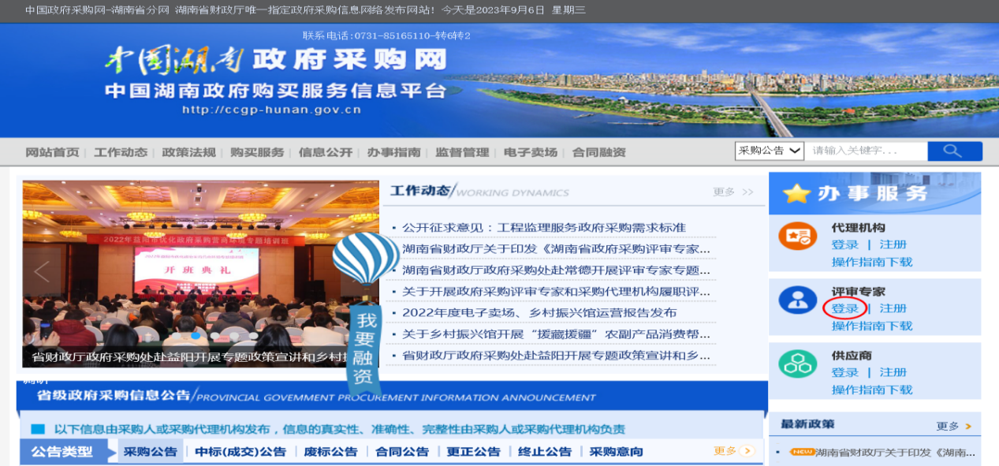 中国政府采购网-湖南省分网 湖南省财政厅唯一指定政府采购信息网络发布网站！今天是2023年9月6日 星期三
联系电话:0731-85165110-转6转2
中国湖南 政府采购网
中国湖南政府购买服务信息平台
http://ccgp-hunan.gov.cn
网站首页 | 工作动态 | 政策法规 | 购买服务 | 信息公开 | 办事指南 | 监督管理 | 电子卖场 | 合同融资
采购公告 请输入关键字...
2022年益阳市优化政府采购营商环境专题培训班
开班典礼
省财政厅政府采购处赴益阳开展专题政策宣讲和乡村
调研
我要融资
工作动态/WORKING DYNAMICS 更多 >>
公开征求意见：工程监理服务政府采购需求标准
湖南省财政厅关于印发《湖南省政府采购评审专家...
湖南省财政厅政府采购处赴常德开展评审专家专题...
关于开展政府采购评审专家和采购代理机构履职评...
2022年度电子卖场、乡村振兴馆运营报告发布
关于乡村振兴馆开展“援藏援疆”农副产品消费帮...
省财政厅政府采购处赴益阳开展专题政策宣讲和乡...
办事服务
代理机构
登录 | 注册
操作指南下载
评审专家
登录 | 注册
操作指南下载
供应商
登录 | 注册
操作指南下载
省级政府采购信息公告/PROVINCIAL GOVEMMENT PROCUREMENT INFORMATION ANNOUNCEMENT
以下信息由采购人或采购代理机构发布，信息的真实性、准确性、完整性由采购人或采购代理机构负责
公告类型 采购公告 | 中标(成交)公告 | 废标公告 | 合同公告 | 更正公告 | 终止公告 | 采购意向 更多
最新政策 更多 >
NEW 湖南省财政厅关于印发《湖南...